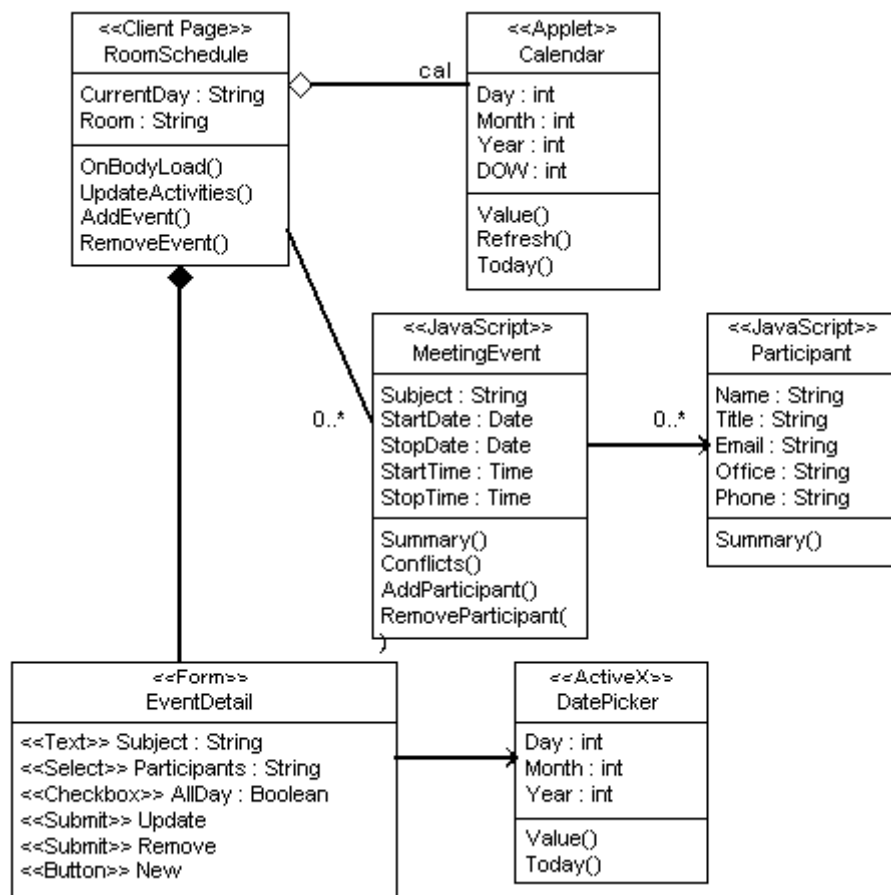 <<Client Page>>
RoomSchedule
CurrentDay : String
Room : String
OnBodyLoad()
UpdateActivities()
AddEvent()
RemoveEvent()
cal
<<Applet>>
Calendar
Day : int
Month : int
Year : int
DOW : int
Value()
Refresh()
Today()
0..*
<<JavaScript>>
MeetingEvent
Subject : String
StartDate : Date
StopDate : Date
StartTime : Time
StopTime : Time
Summary()
Conflicts()
AddParticipant()
RemoveParticipant(
)
0..*
<<JavaScript>>
Participant
Name : String
Title : String
Email : String
Office : String
Phone : String
Summary()
<<Form>>
EventDetail
<<Text>> Subject : String
<<Select>> Participants : String
<<Checkbox>> AllDay : Boolean
<<Submit>> Update
<<Submit>> Remove
<<Button>> New
<<ActiveX>>
DatePicker
Day : int
Month : int
Year : int
Value()
Today()